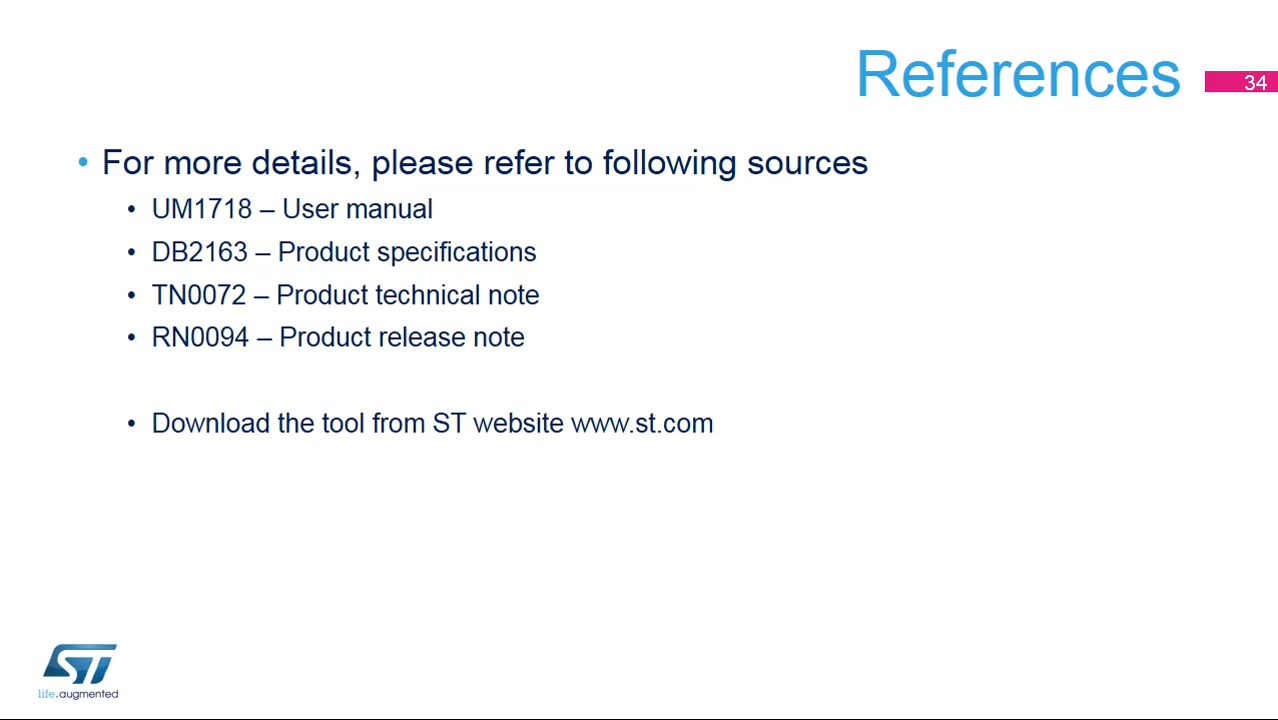 References
34
• For more details, please refer to following sources
• UM1718 – User manual
• DB2163 – Product specifications
• TN0072 – Product technical note
• RN0094 – Product release note
• Download the tool from ST website www.st.com
ST
life.augmented